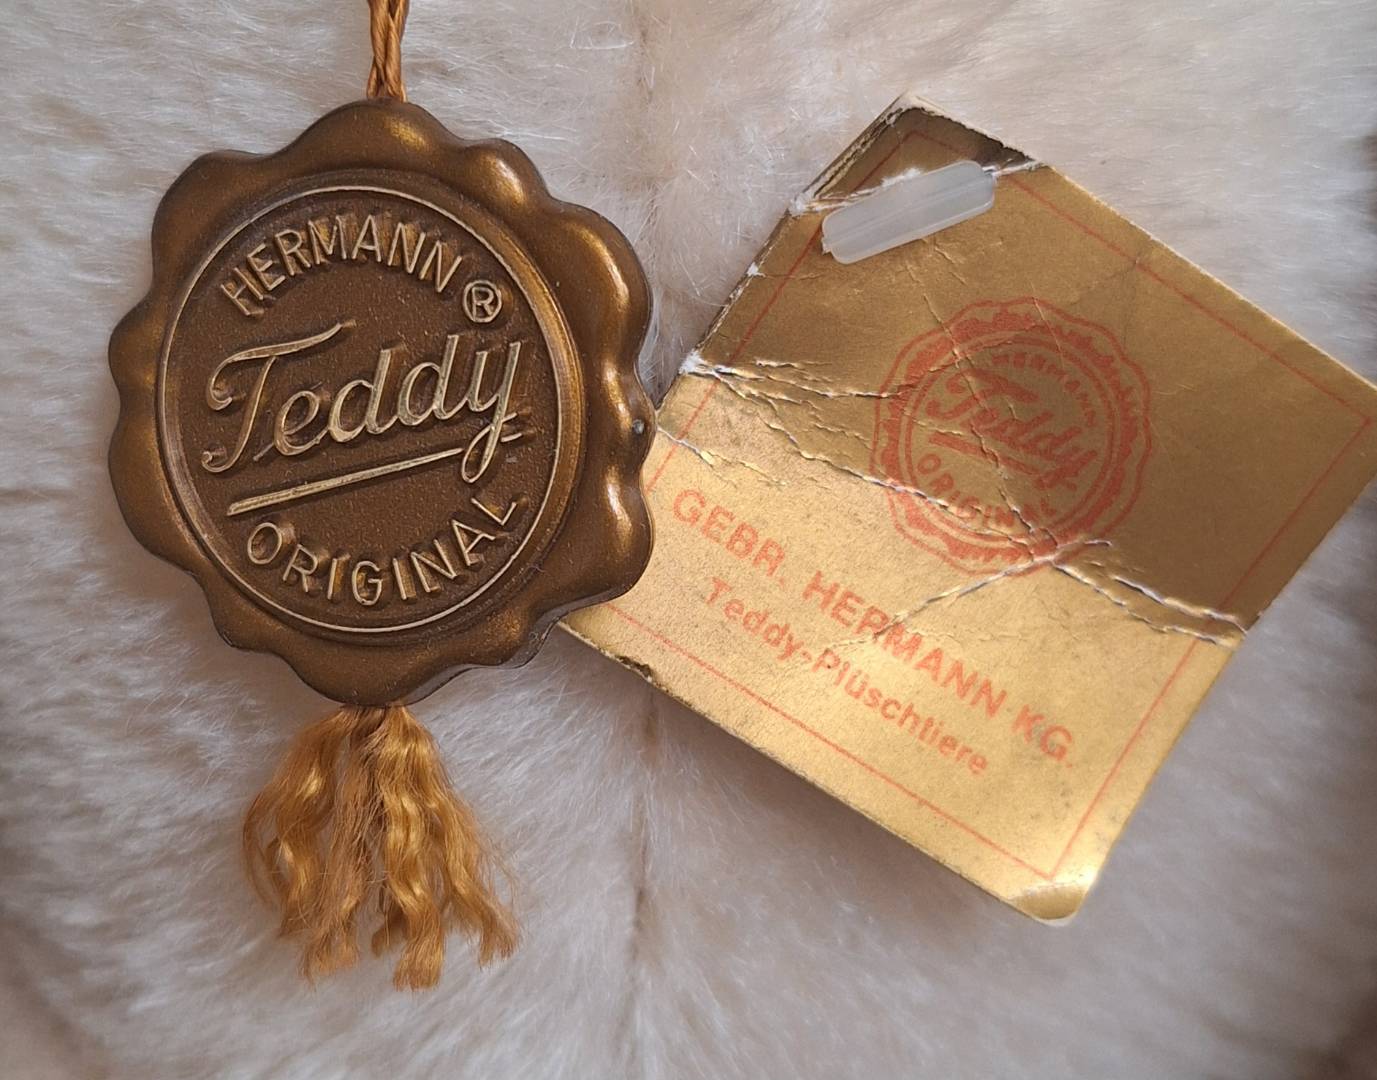 HERMANN ®
Teddy
ORIGINAL
HERMANN
Teddy
ORIGINAL
GEBR. HERMANN KG.
Teddy-Plüschtiere